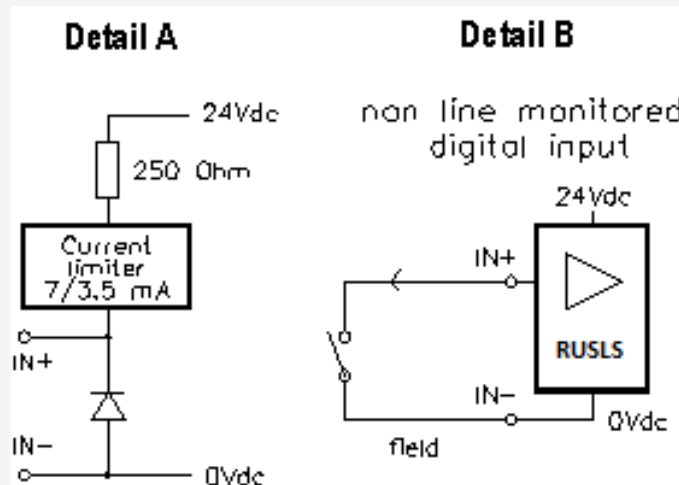 Detail A
24Vdc
250 Ohm
Current
limiter
7/3.5 mA
IN+
IN-
0Vdc
Detail B
non line monitored
digital input
24Vdc
IN+
RUSLS
IN-
0Vdc
field